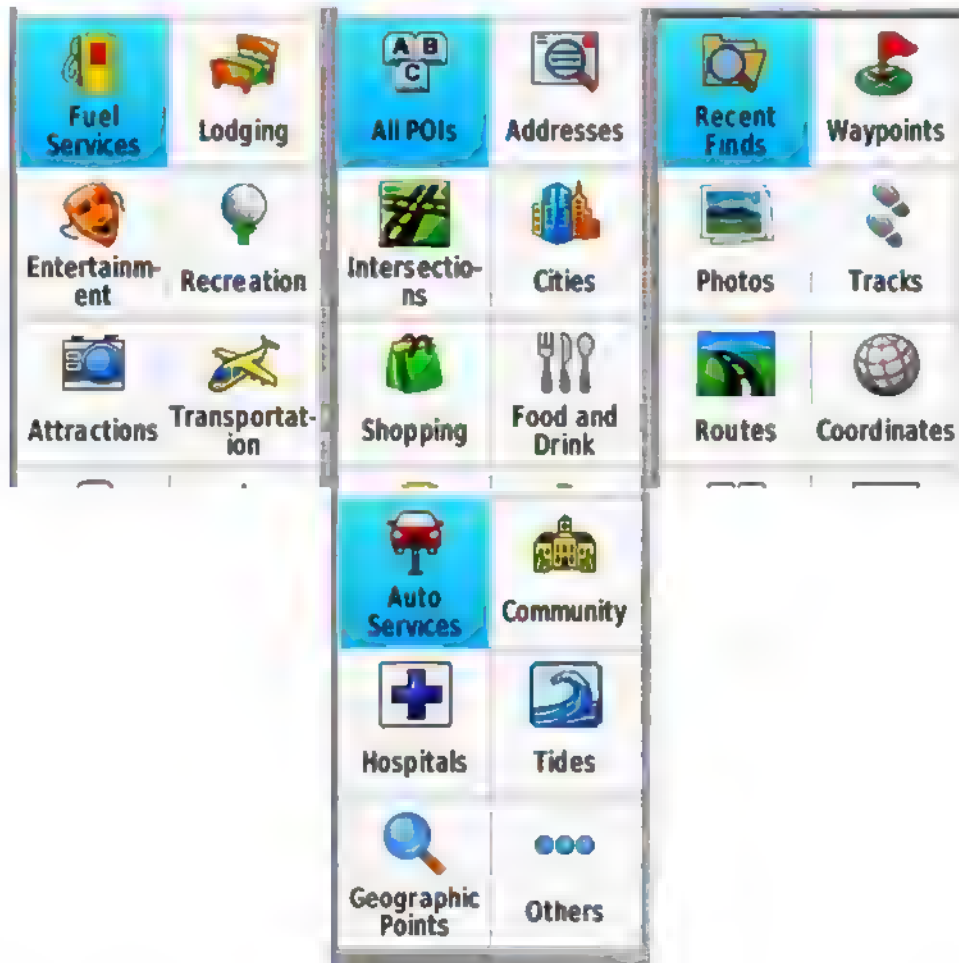 Fuel
Services
Lodging
Entertainm-
ent
Recreation
Attractions
Transportat-
ion
A B
C
All POIs
Addresses
Intersectio-
ns
Cities
Shopping
Food and
Drink
Recent
Finds
Waypoints
Photos
Tracks
Routes
Coordinates
Auto
Services
Community
Hospitals
Tides
Geographic
Points
Others